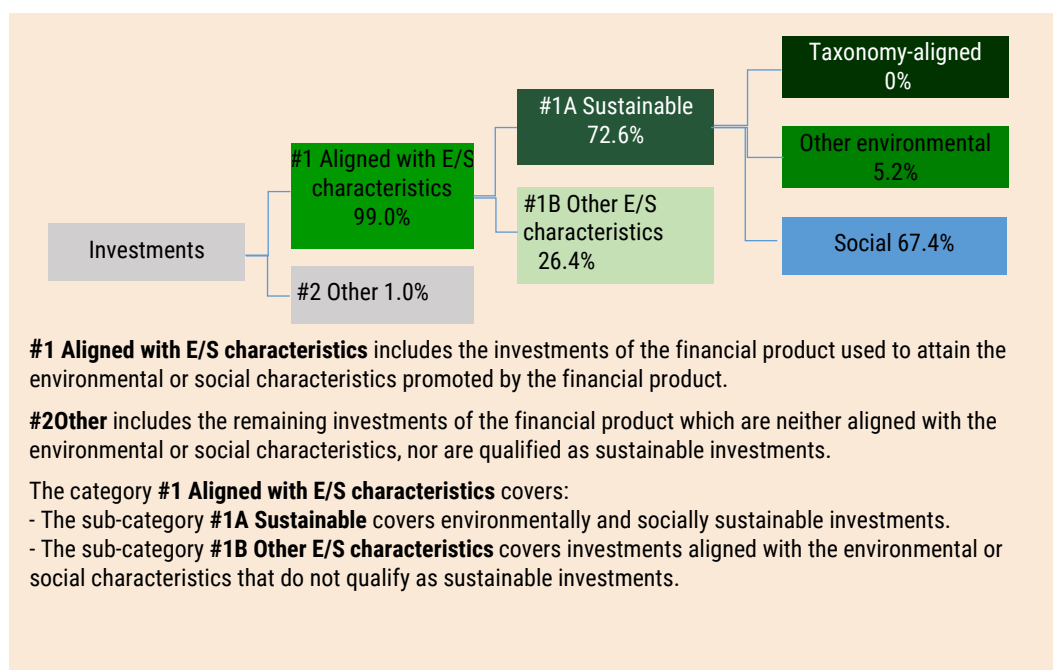 Investments
#1 Aligned with E/S
characteristics
99.0%
#2 Other 1.0%
#1A Sustainable
72.6%
#1B Other E/S
characteristics
26.4%
Taxonomy-aligned
0%
Other environmental
5.2%
Social 67.4%
#1 Aligned with E/S characteristics includes the investments of the financial product used to attain the
environmental or social characteristics promoted by the financial product.
#2Other includes the remaining investments of the financial product which are neither aligned with the
environmental or social characteristics, nor are qualified as sustainable investments.
The category #1 Aligned with E/S characteristics covers:
- The sub-category #1A Sustainable covers environmentally and socially sustainable investments.
- The sub-category #1B Other E/S characteristics covers investments aligned with the environmental or
social characteristics that do not qualify as sustainable investments.